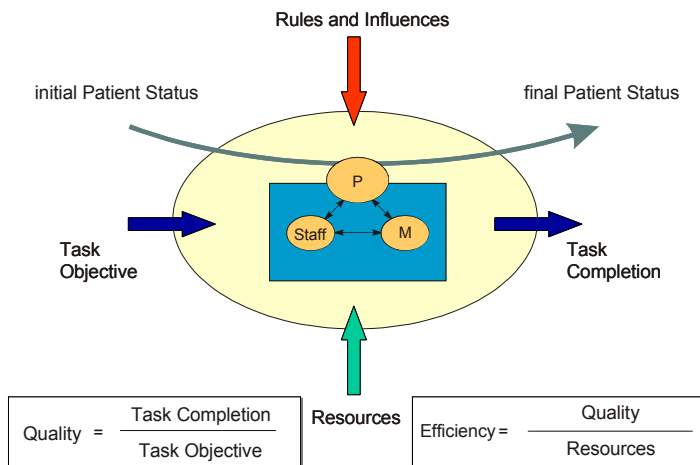 Rules and Influences
initial Patient Status
final Patient Status
P
Staff
M
Task
Objective
Task
Completion
Resources
Quality = Task Completion
Task Objective
Efficiency = Quality
Resources